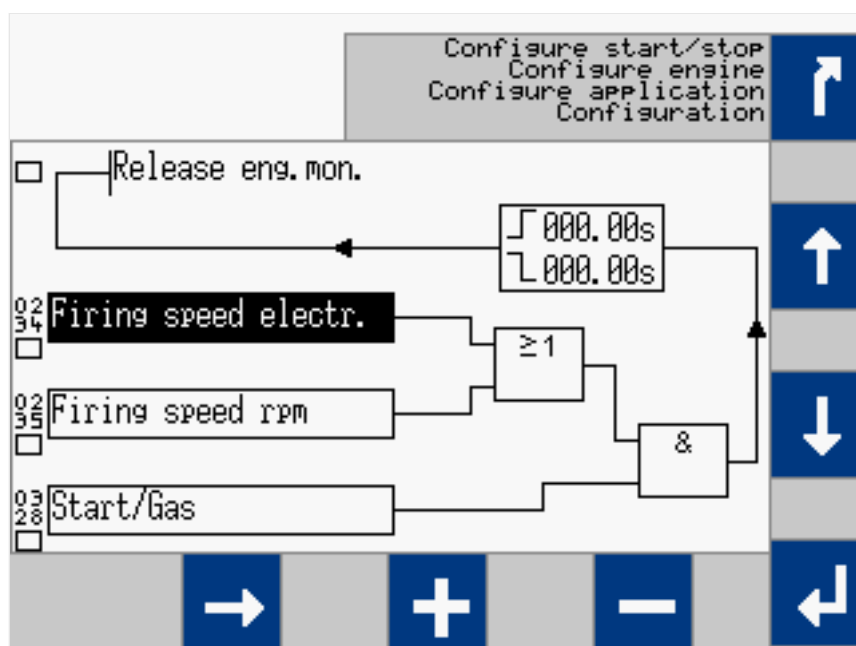 Configure start/stop
Configure engine
Configure application
Configuration
Release eng.mon.
000.00s
000.00s
02
34
Firing speed electr.
≥1
02
35
Firing speed rpm
&
03
28
Start/Gas